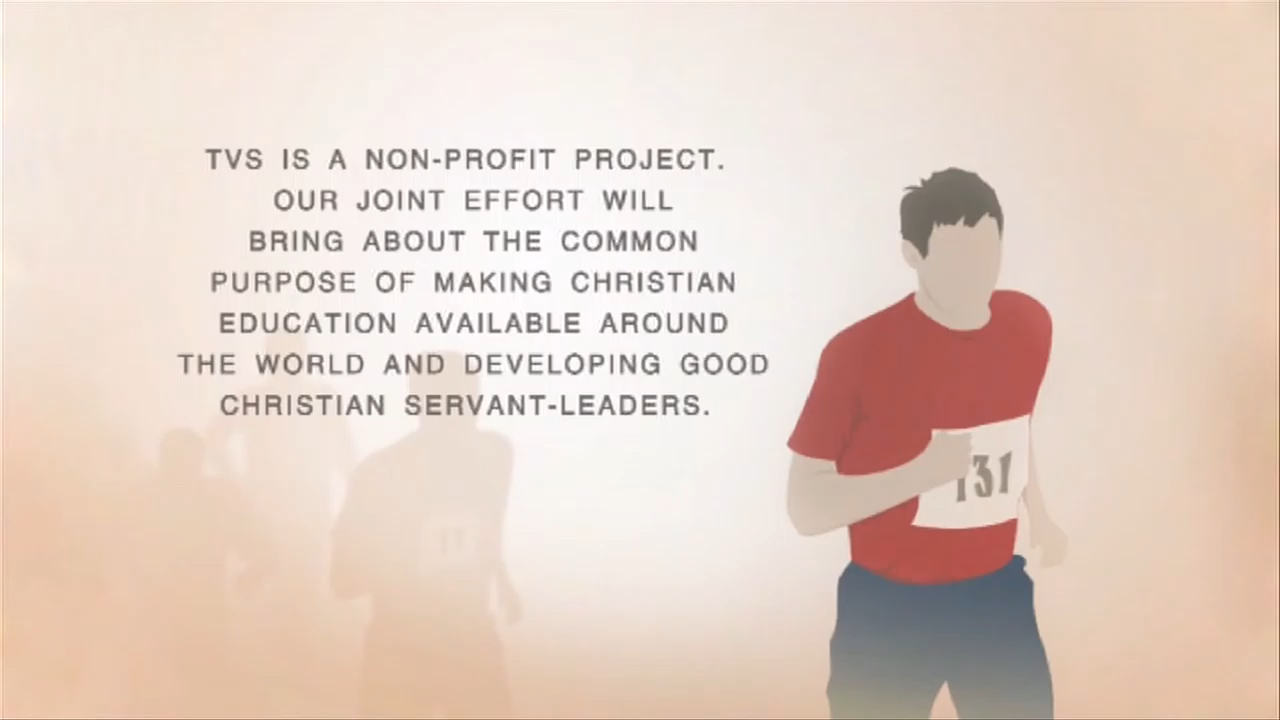 TVS IS A NON-PROFIT PROJECT.
OUR JOINT EFFORT WILL
BRING ABOUT THE COMMON
PURPOSE OF MAKING CHRISTIAN
EDUCATION AVAILABLE AROUND
THE WORLD AND DEVELOPING GOOD
CHRISTIAN SERVANT-LEADERS.
131